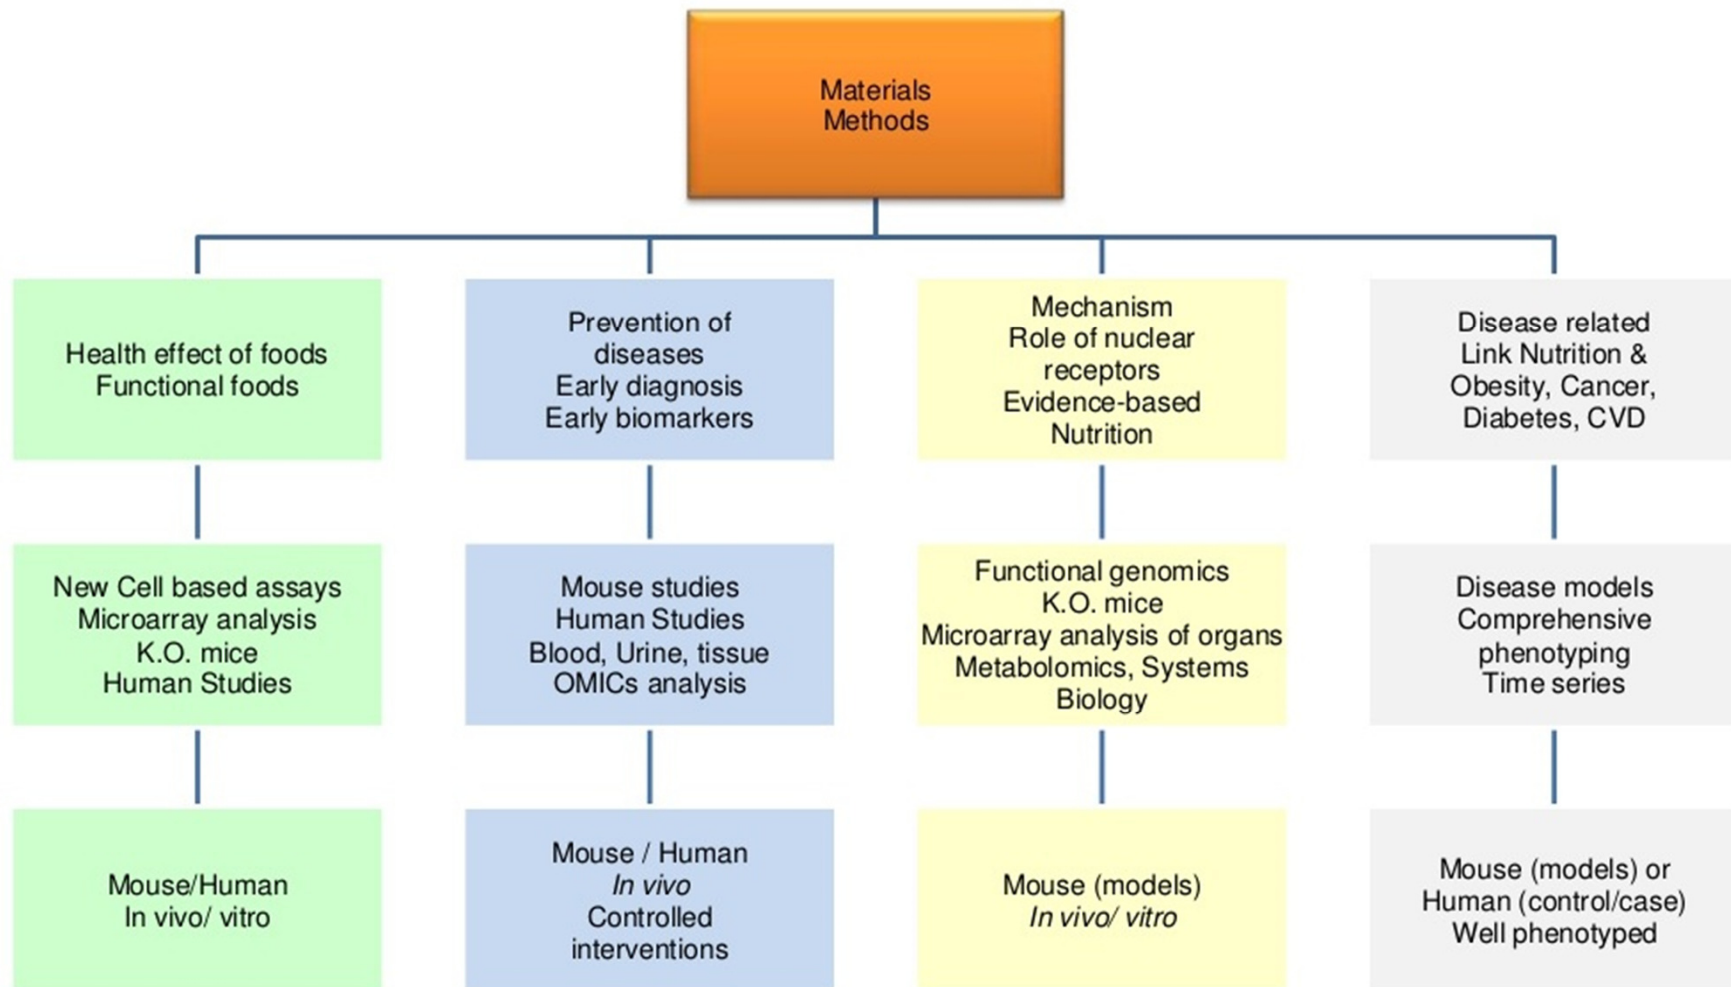 Materials
Methods
Health effect of foods
Functional foods
Prevention of
diseases
Early diagnosis
Early biomarkers
Mechanism
Role of nuclear
receptors
Evidence-based
Nutrition
Disease related
Link Nutrition &
Obesity, Cancer,
Diabetes, CVD
New Cell based assays
Microarray analysis
K.O. mice
Human Studies
Mouse studies
Human Studies
Blood, Urine, tissue
OMICs analysis
Functional genomics
K.O. mice
Microarray analysis of organs
Metabolomics, Systems
Biology
Disease models
Comprehensive
phenotyping
Time series
Mouse/Human
In vivo/ vitro
Mouse / Human
In vivo
Controlled
interventions
Mouse (models)
In vivo/ vitro
Mouse (models) or
Human (control/case)
Well phenotyped